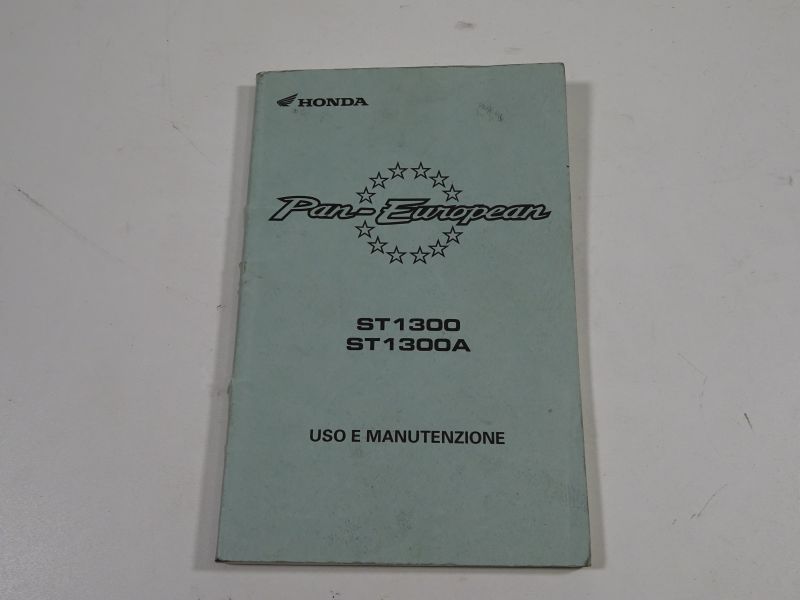 HONDA
Pan-European
ST1300
ST1300A
USO E MANUTENZIONE